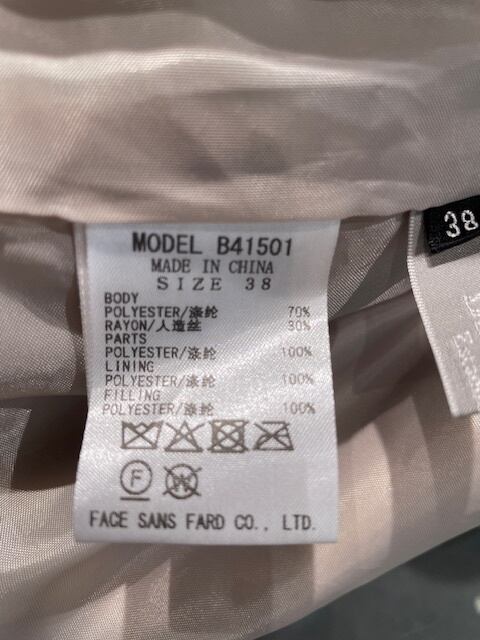 MODEL B41501
MADE IN CHINA
SIZE 38
BODY
POLYESTER/涤纶 70%
RAYON/人造丝 30%
PARTS
POLYESTER/涤纶 100%
LINING
POLYESTER/涤纶 100%
FILLING
POLYESTER/涤纶 100%
F W
FACE SANS FARD CO., LTD.
38